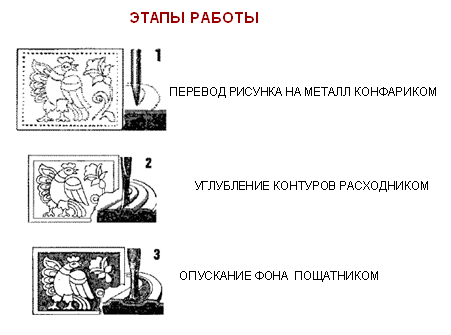 ЭТАПЫ РАБОТЫ
1
ПЕРЕВОД РИСУНКА НА МЕТАЛЛ КОНФАРИКОМ
2
УГЛУБЛЕНИЕ КОНТУРОВ РАСХОДНИКОМ
3
ОПУСКАНИЕ ФОНА ПОЩАТНИКОМ